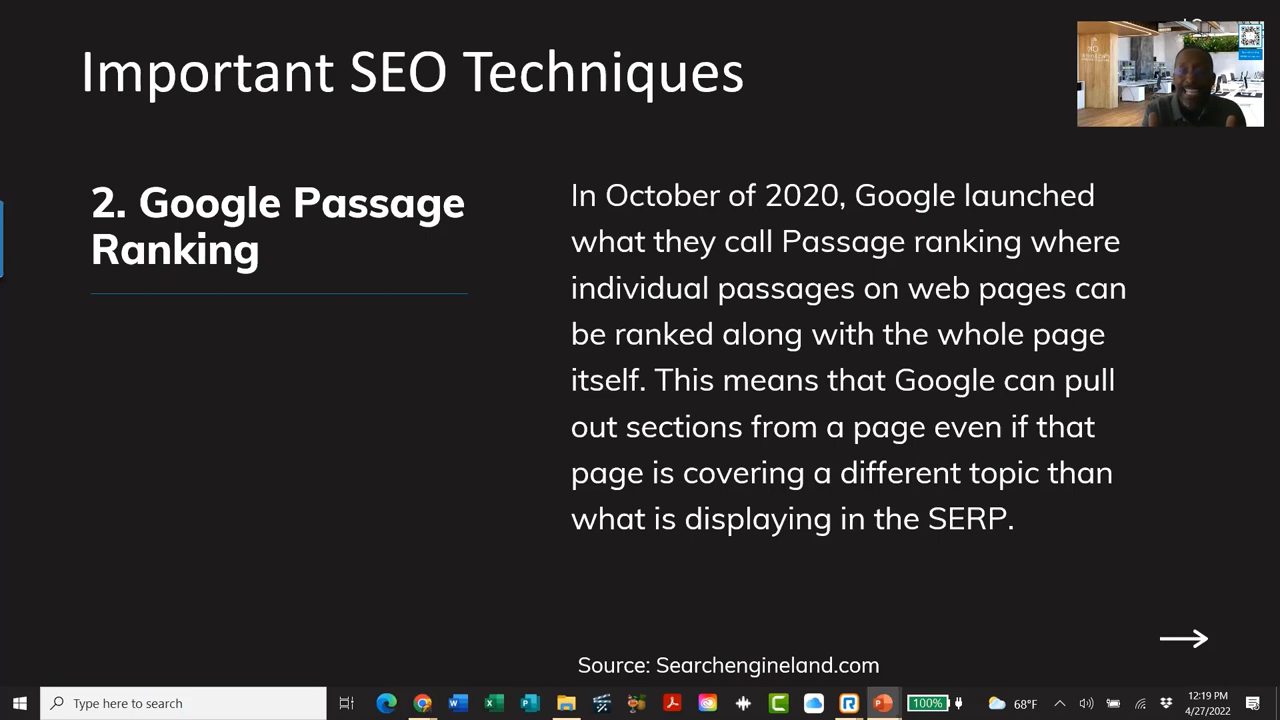 Important SEO Techniques
2. Google Passage
Ranking
In October of 2020, Google launched
what they call Passage ranking where
individual passages on web pages can
be ranked along with the whole page
itself. This means that Google can pull
out sections from a page even if that
page is covering a different topic than
what is displaying in the SERP.
Source: Searchengineland.com
Type here to search
100%
68°F
12:19 PM
4/27/2022